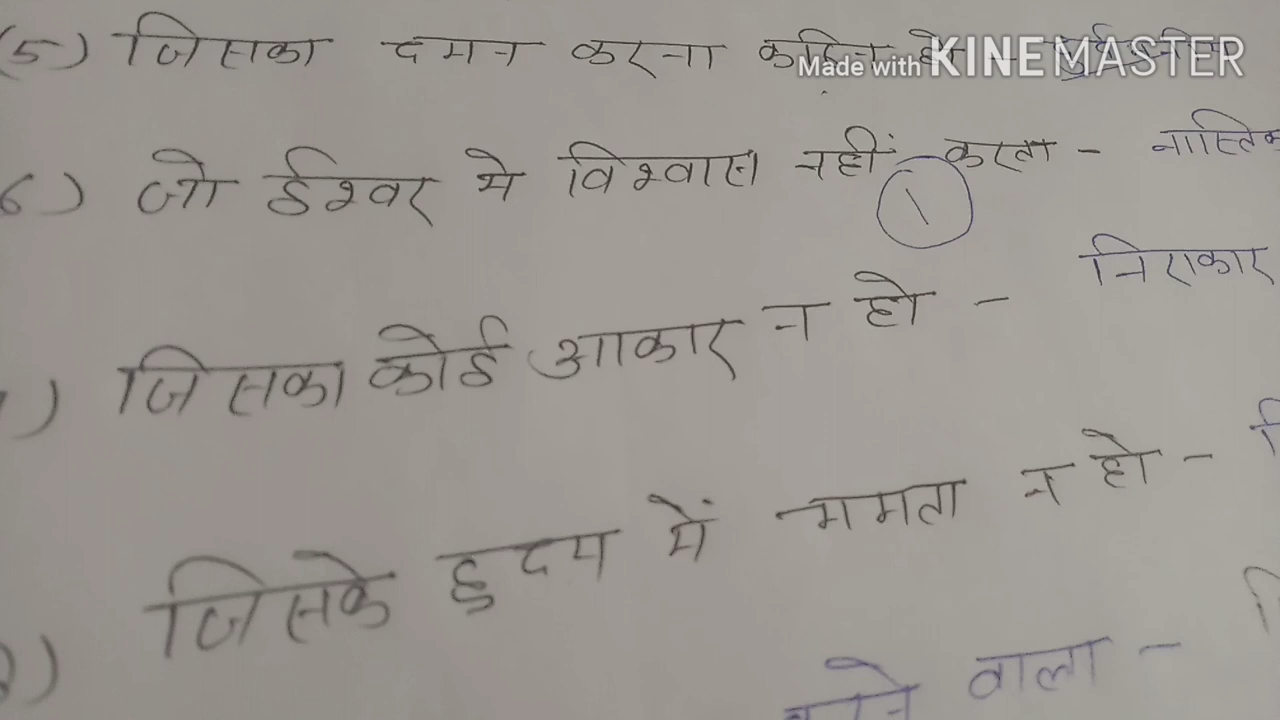 (5) जिसका दमन करना कठिन हो -
Made with KINEMASTER
6) जो ईश्वर मे विश्वास नहीं करता - नास्तिक
1
) जिसका कोई आकार न हो - निराकार
) जिसके हुदय में ममता न हो -
वाला -